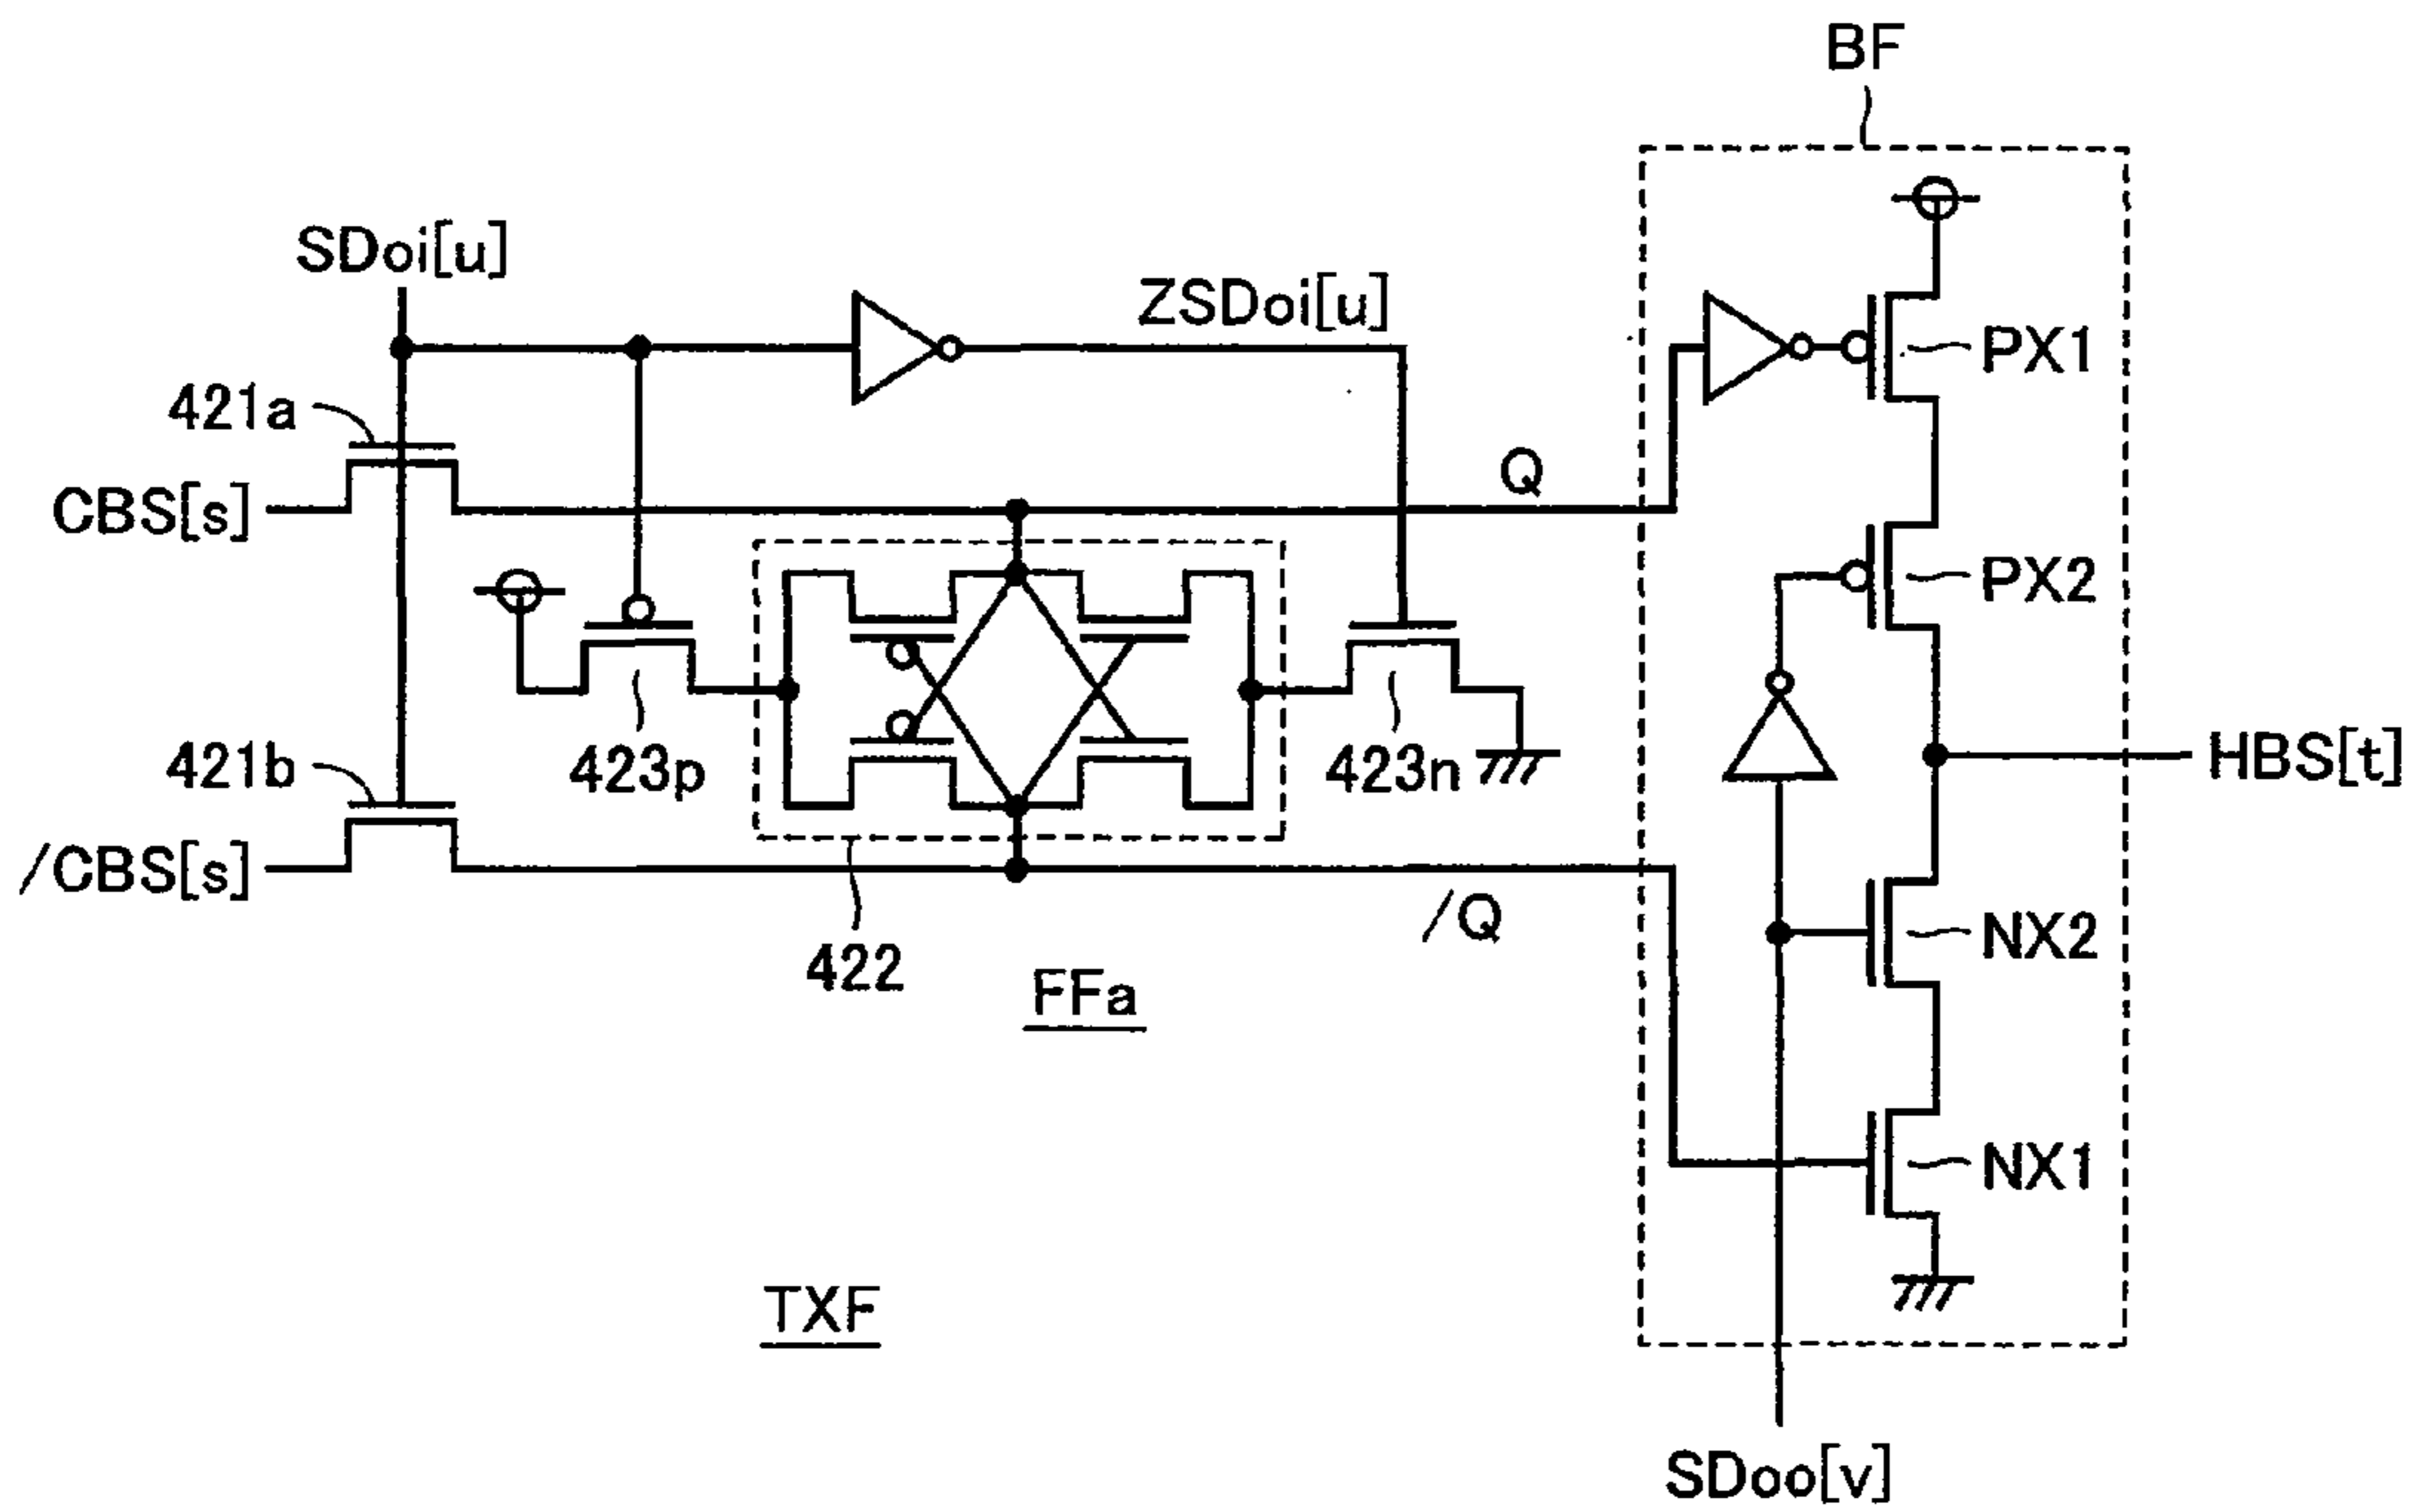 BF
SDoi[u]
ZSDoi[u]
PX1
421a
Q
CBS[s]
PX2
423p
423n
421b
HBS[t]
/CBS[s]
/Q
NX2
422
FFa
NX1
TXF
SDoo[v]